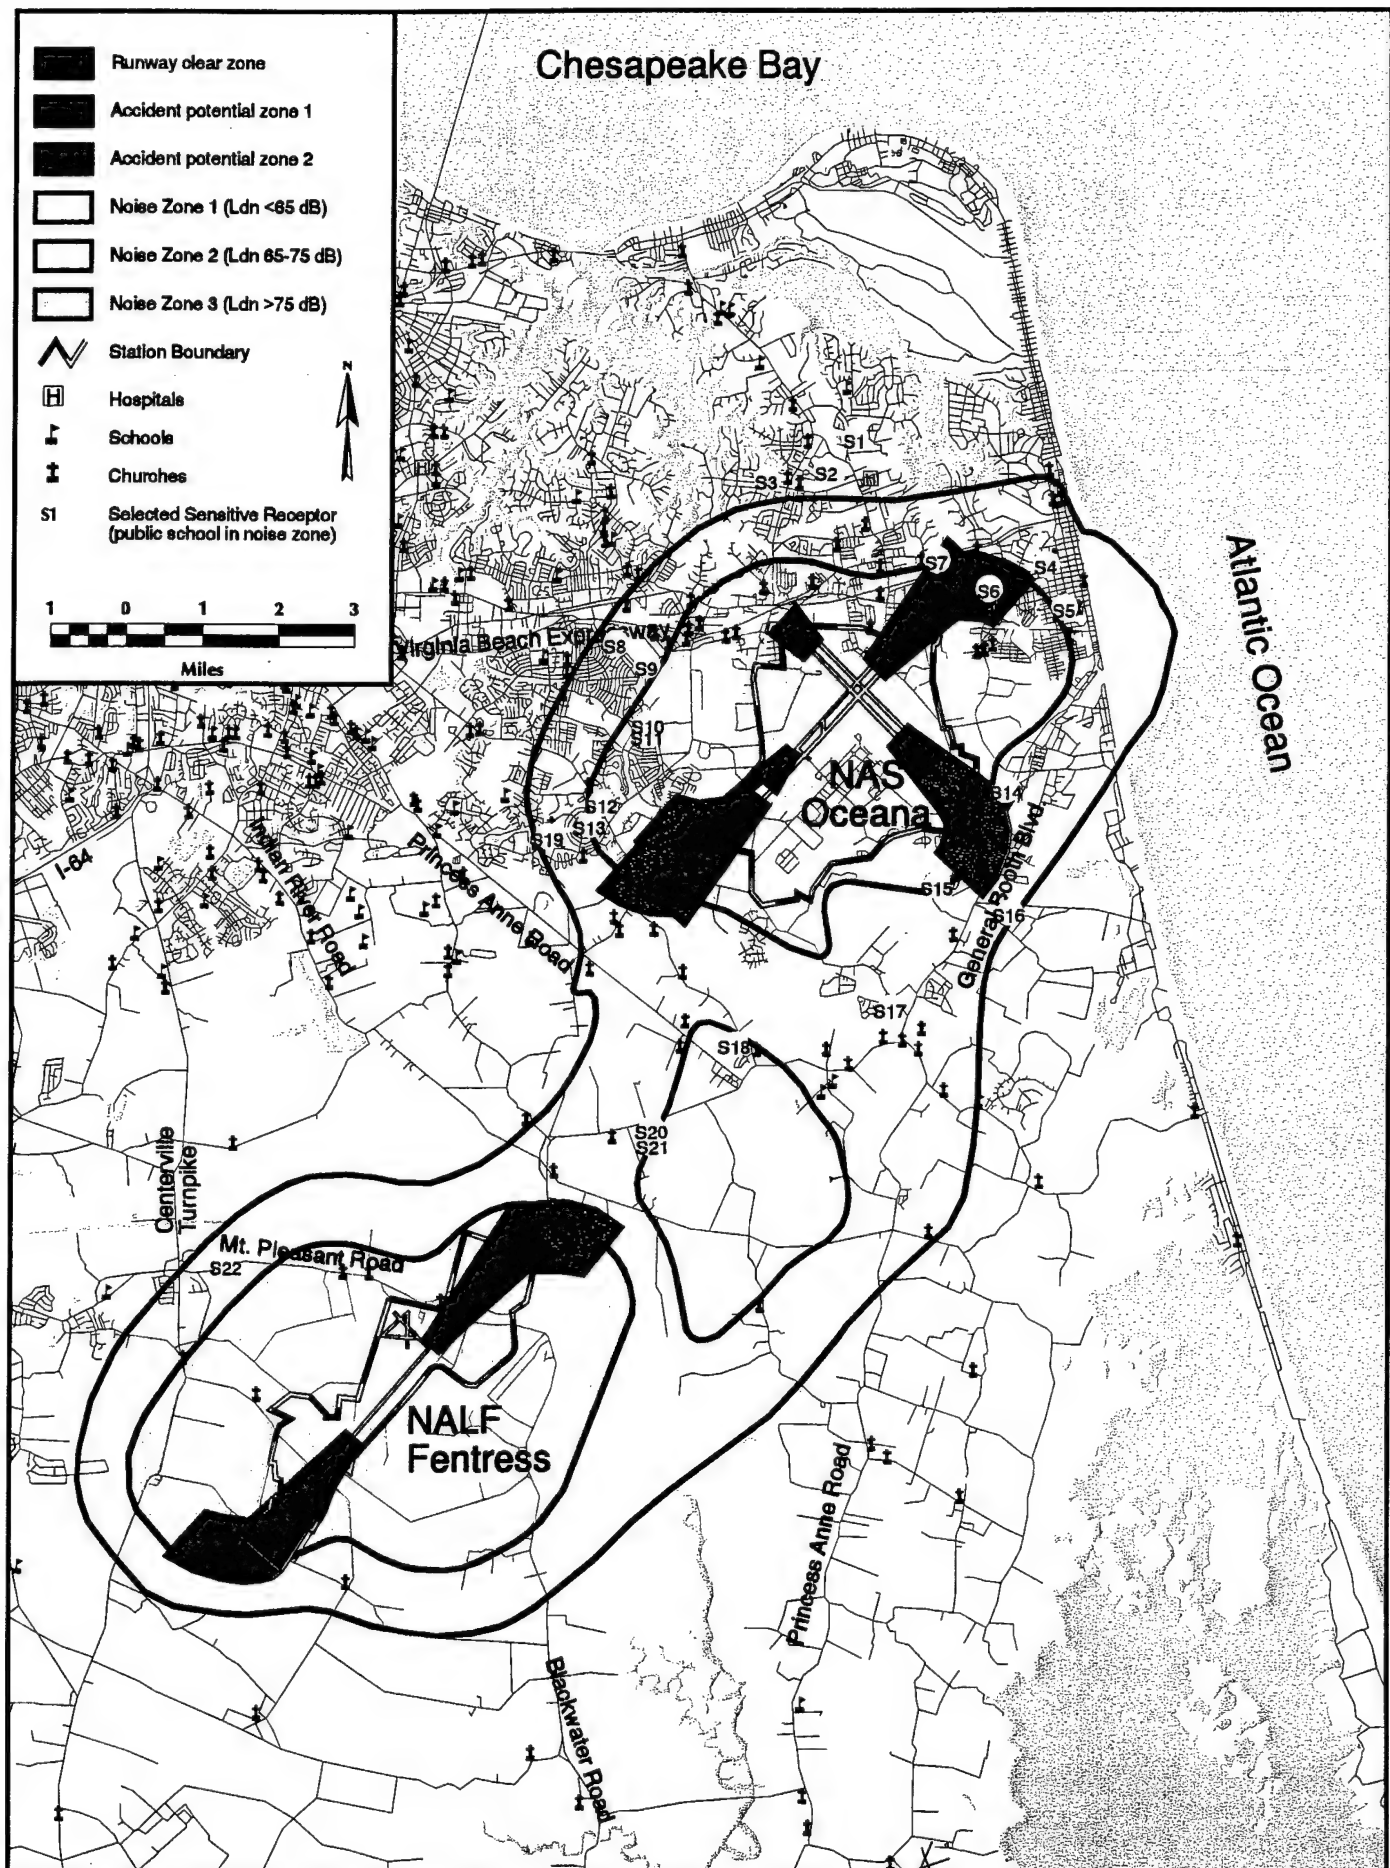 Chesapeake Bay
Runway clear zone
Accident potential zone 1
Accident potential zone 2
Noise Zone 1 (Ldn <65 dB)
Noise Zone 2 (Ldn 65-75 dB)
Noise Zone 3 (Ldn >75 dB)
Station Boundary
N
H
Hospitals
Schools
Churches
S1
Selected Sensitive Receptor
(public school in noise zone)
1 0 1 2 3
Miles
S1
S2
S3
H
S7
S4
S6
S5
Atlantic Ocean
Virginia Beach Expressway
S8
S9
S10
S11
NAS
Oceana
S14
S12
S13
S19
General Booth Blvd
I-64
Indian River Road
Princess Anne Road
S15
S16
S17
S18
S20
S21
Centerville
Turnpike
Mt. Pleasant Road
S22
NALF
Fentress
Princess Anne Road
Blackwater Road